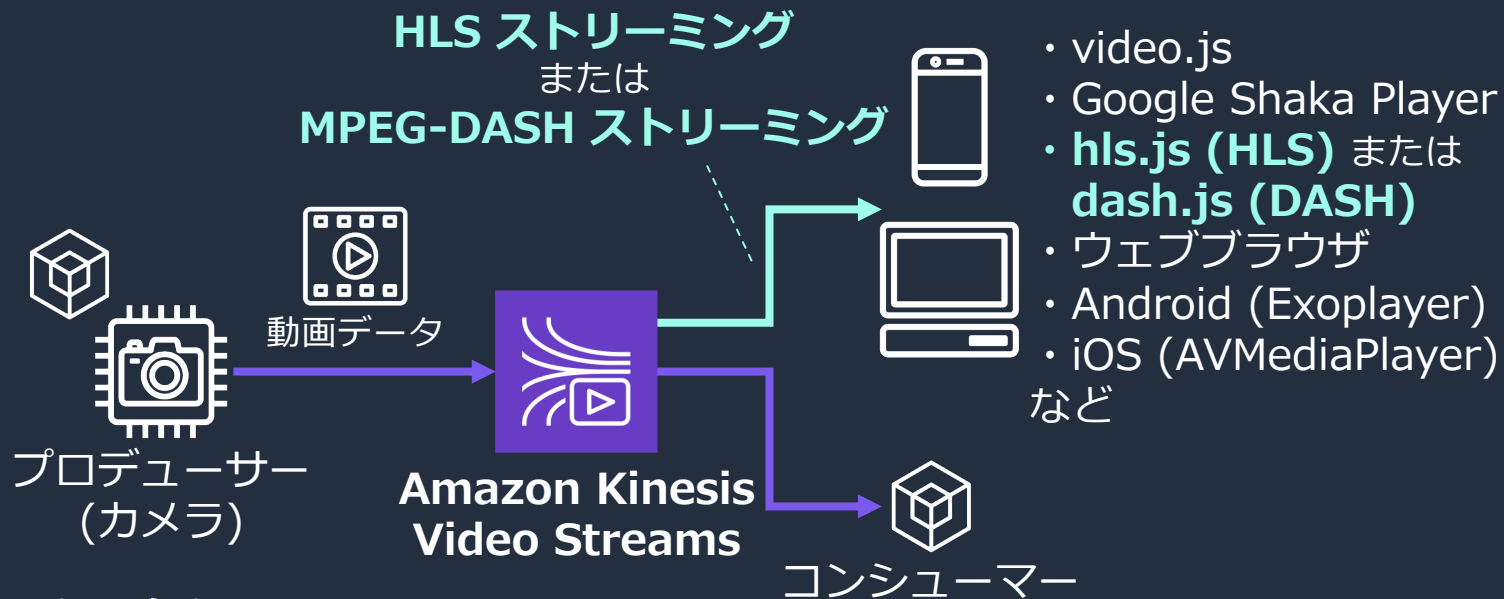 HLS ストリーミング
または
MPEG-DASH ストリーミング
・video.js
・Google Shaka Player
・hls.js (HLS) または
dash.js (DASH)
・ウェブブラウザ
・Android (Exoplayer)
・iOS (AVMediaPlayer)
など
動画データ
プロデューサー
(カメラ)
Amazon Kinesis
Video Streams
コンシューマー